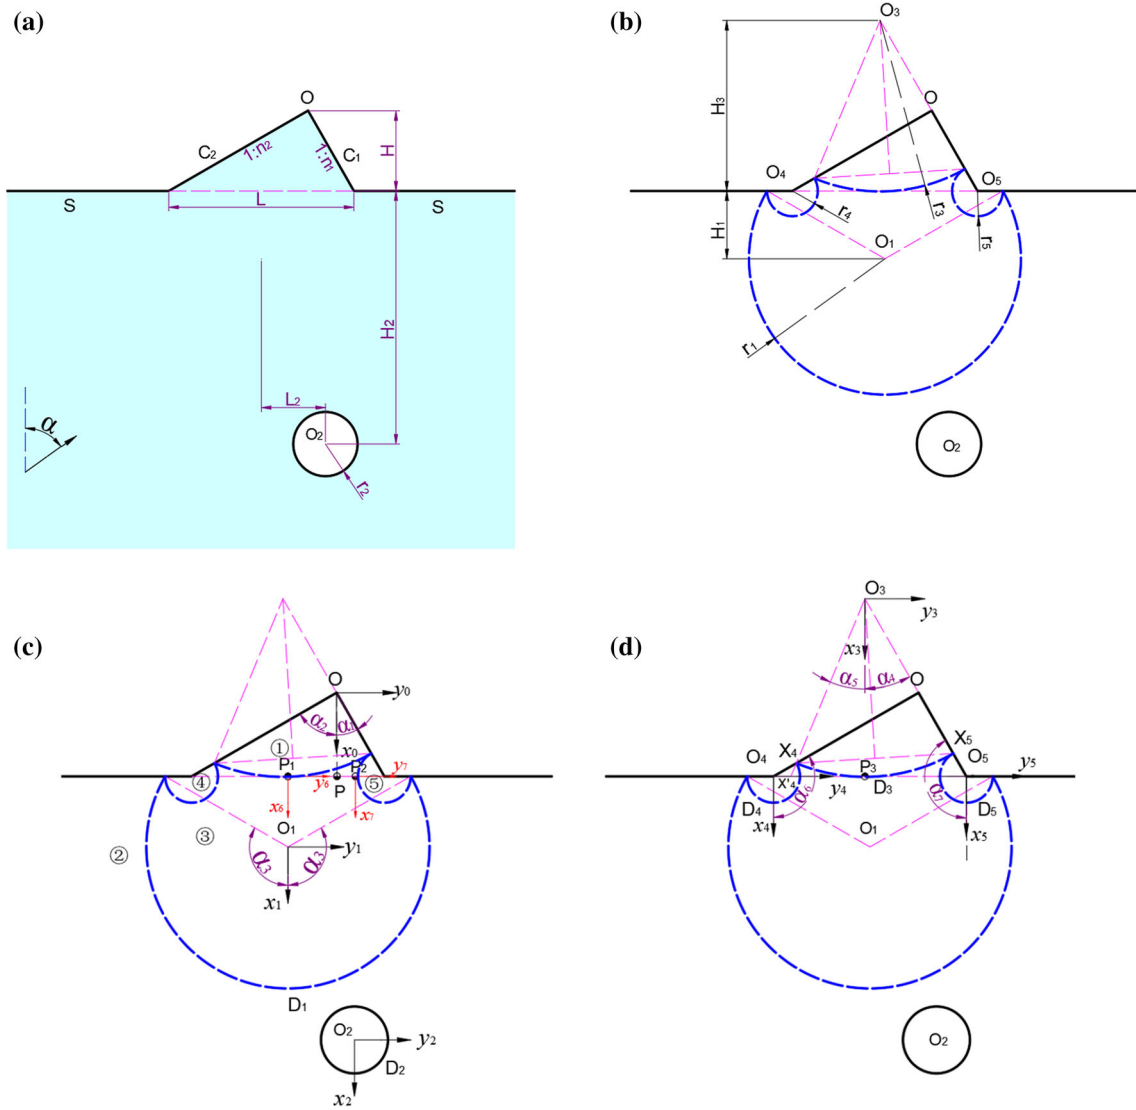 (a)
O
C₂
1:n₂
1:n₁
C₁
H
S
L
S
H₂
L₂
O₂
r₂
α
(b)
O₃
H₃
O
O₄
O₅
r₄
r₃
r₅
H₁
O₁
r₁
O₂
(c)
O
y₀
α₂
α₁
①
x₀
P₁
P₂
y₇
④
y₆
P
⑤
x₆
x₇
②
③
O₁
y₁
α₃
α₃
x₁
D₁
O₂
y₂
D₂
x₂
(d)
O₃
y₃
x₃
α₅
α₄
O
X₅
O₄
X₄
O₅
P₃
y₅
X'₄
y₄
D₃
α₆
α₇
D₄
D₅
x₄
x₅
O₁
O₂